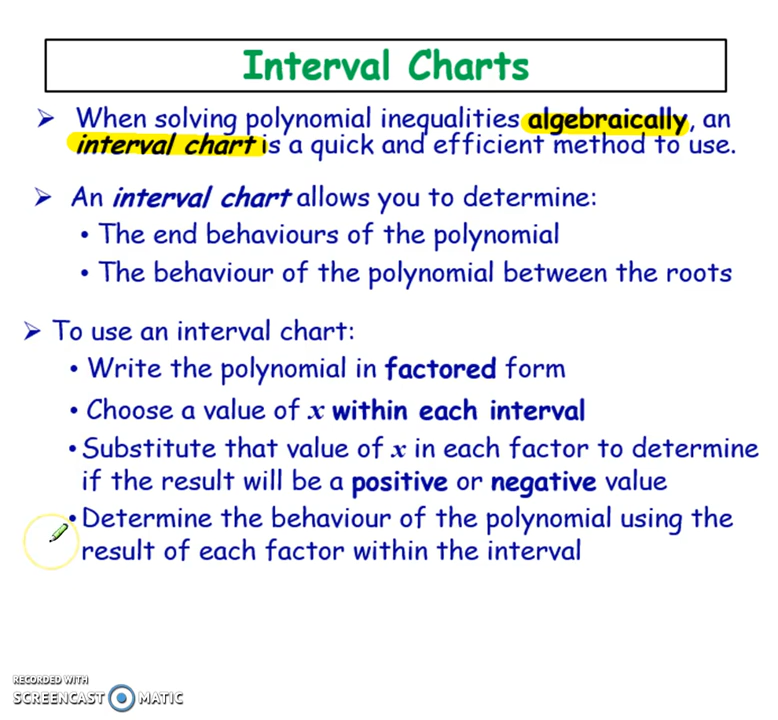 Interval Charts
➢ When solving polynomial inequalities algebraically, an
interval chart is a quick and efficient method to use.
➢ An interval chart allows you to determine:
• The end behaviours of the polynomial
• The behaviour of the polynomial between the roots
➢ To use an interval chart:
• Write the polynomial in factored form
• Choose a value of x within each interval
• Substitute that value of x in each factor to determine
if the result will be a positive or negative value
• Determine the behaviour of the polynomial using the
result of each factor within the interval
RECORDED WITH
SCREENCAST MATIC